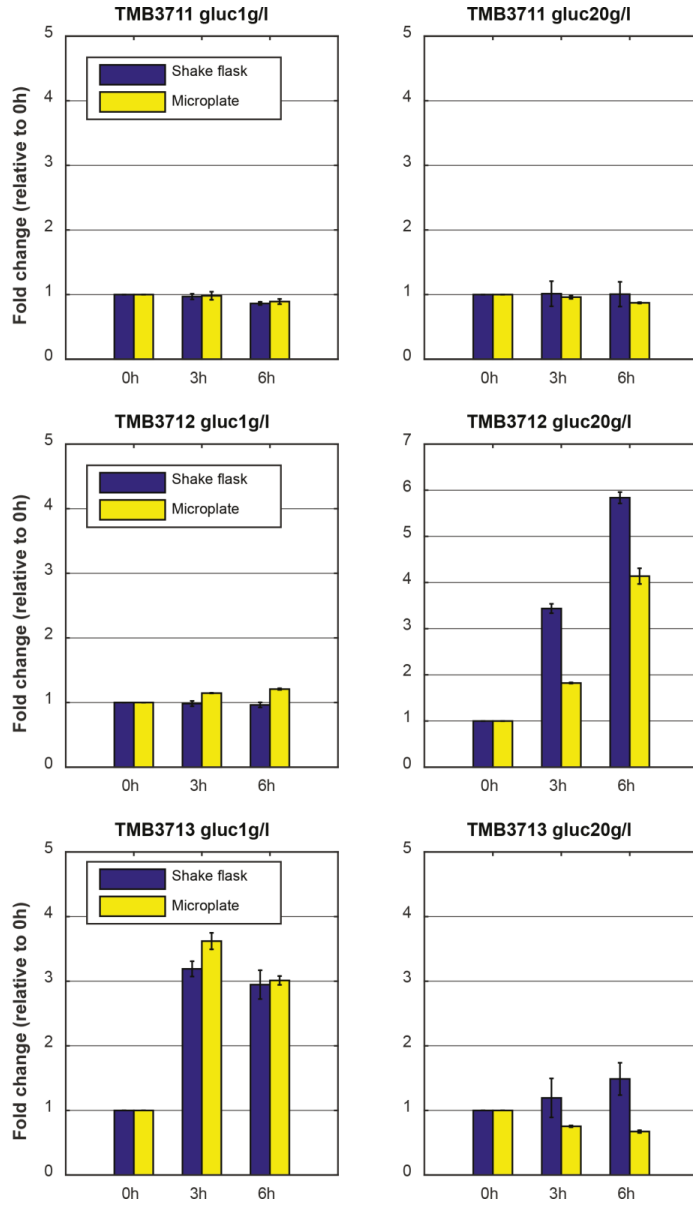 TMB3711 gluc1g/l
TMB3711 gluc20g/l
Fold change (relative to 0h)
5
4
3
2
1
0
Shake flask
Microplate
0h 3h 6h
5
4
3
2
1
0
0h 3h 6h
TMB3712 gluc1g/l
TMB3712 gluc20g/l
Fold change (relative to 0h)
5
4
3
2
1
0
Shake flask
Microplate
0h 3h 6h
7
6
5
4
3
2
1
0
0h 3h 6h
TMB3713 gluc1g/l
TMB3713 gluc20g/l
Fold change (relative to 0h)
5
4
3
2
1
0
Shake flask
Microplate
0h 3h 6h
5
4
3
2
1
0
0h 3h 6h